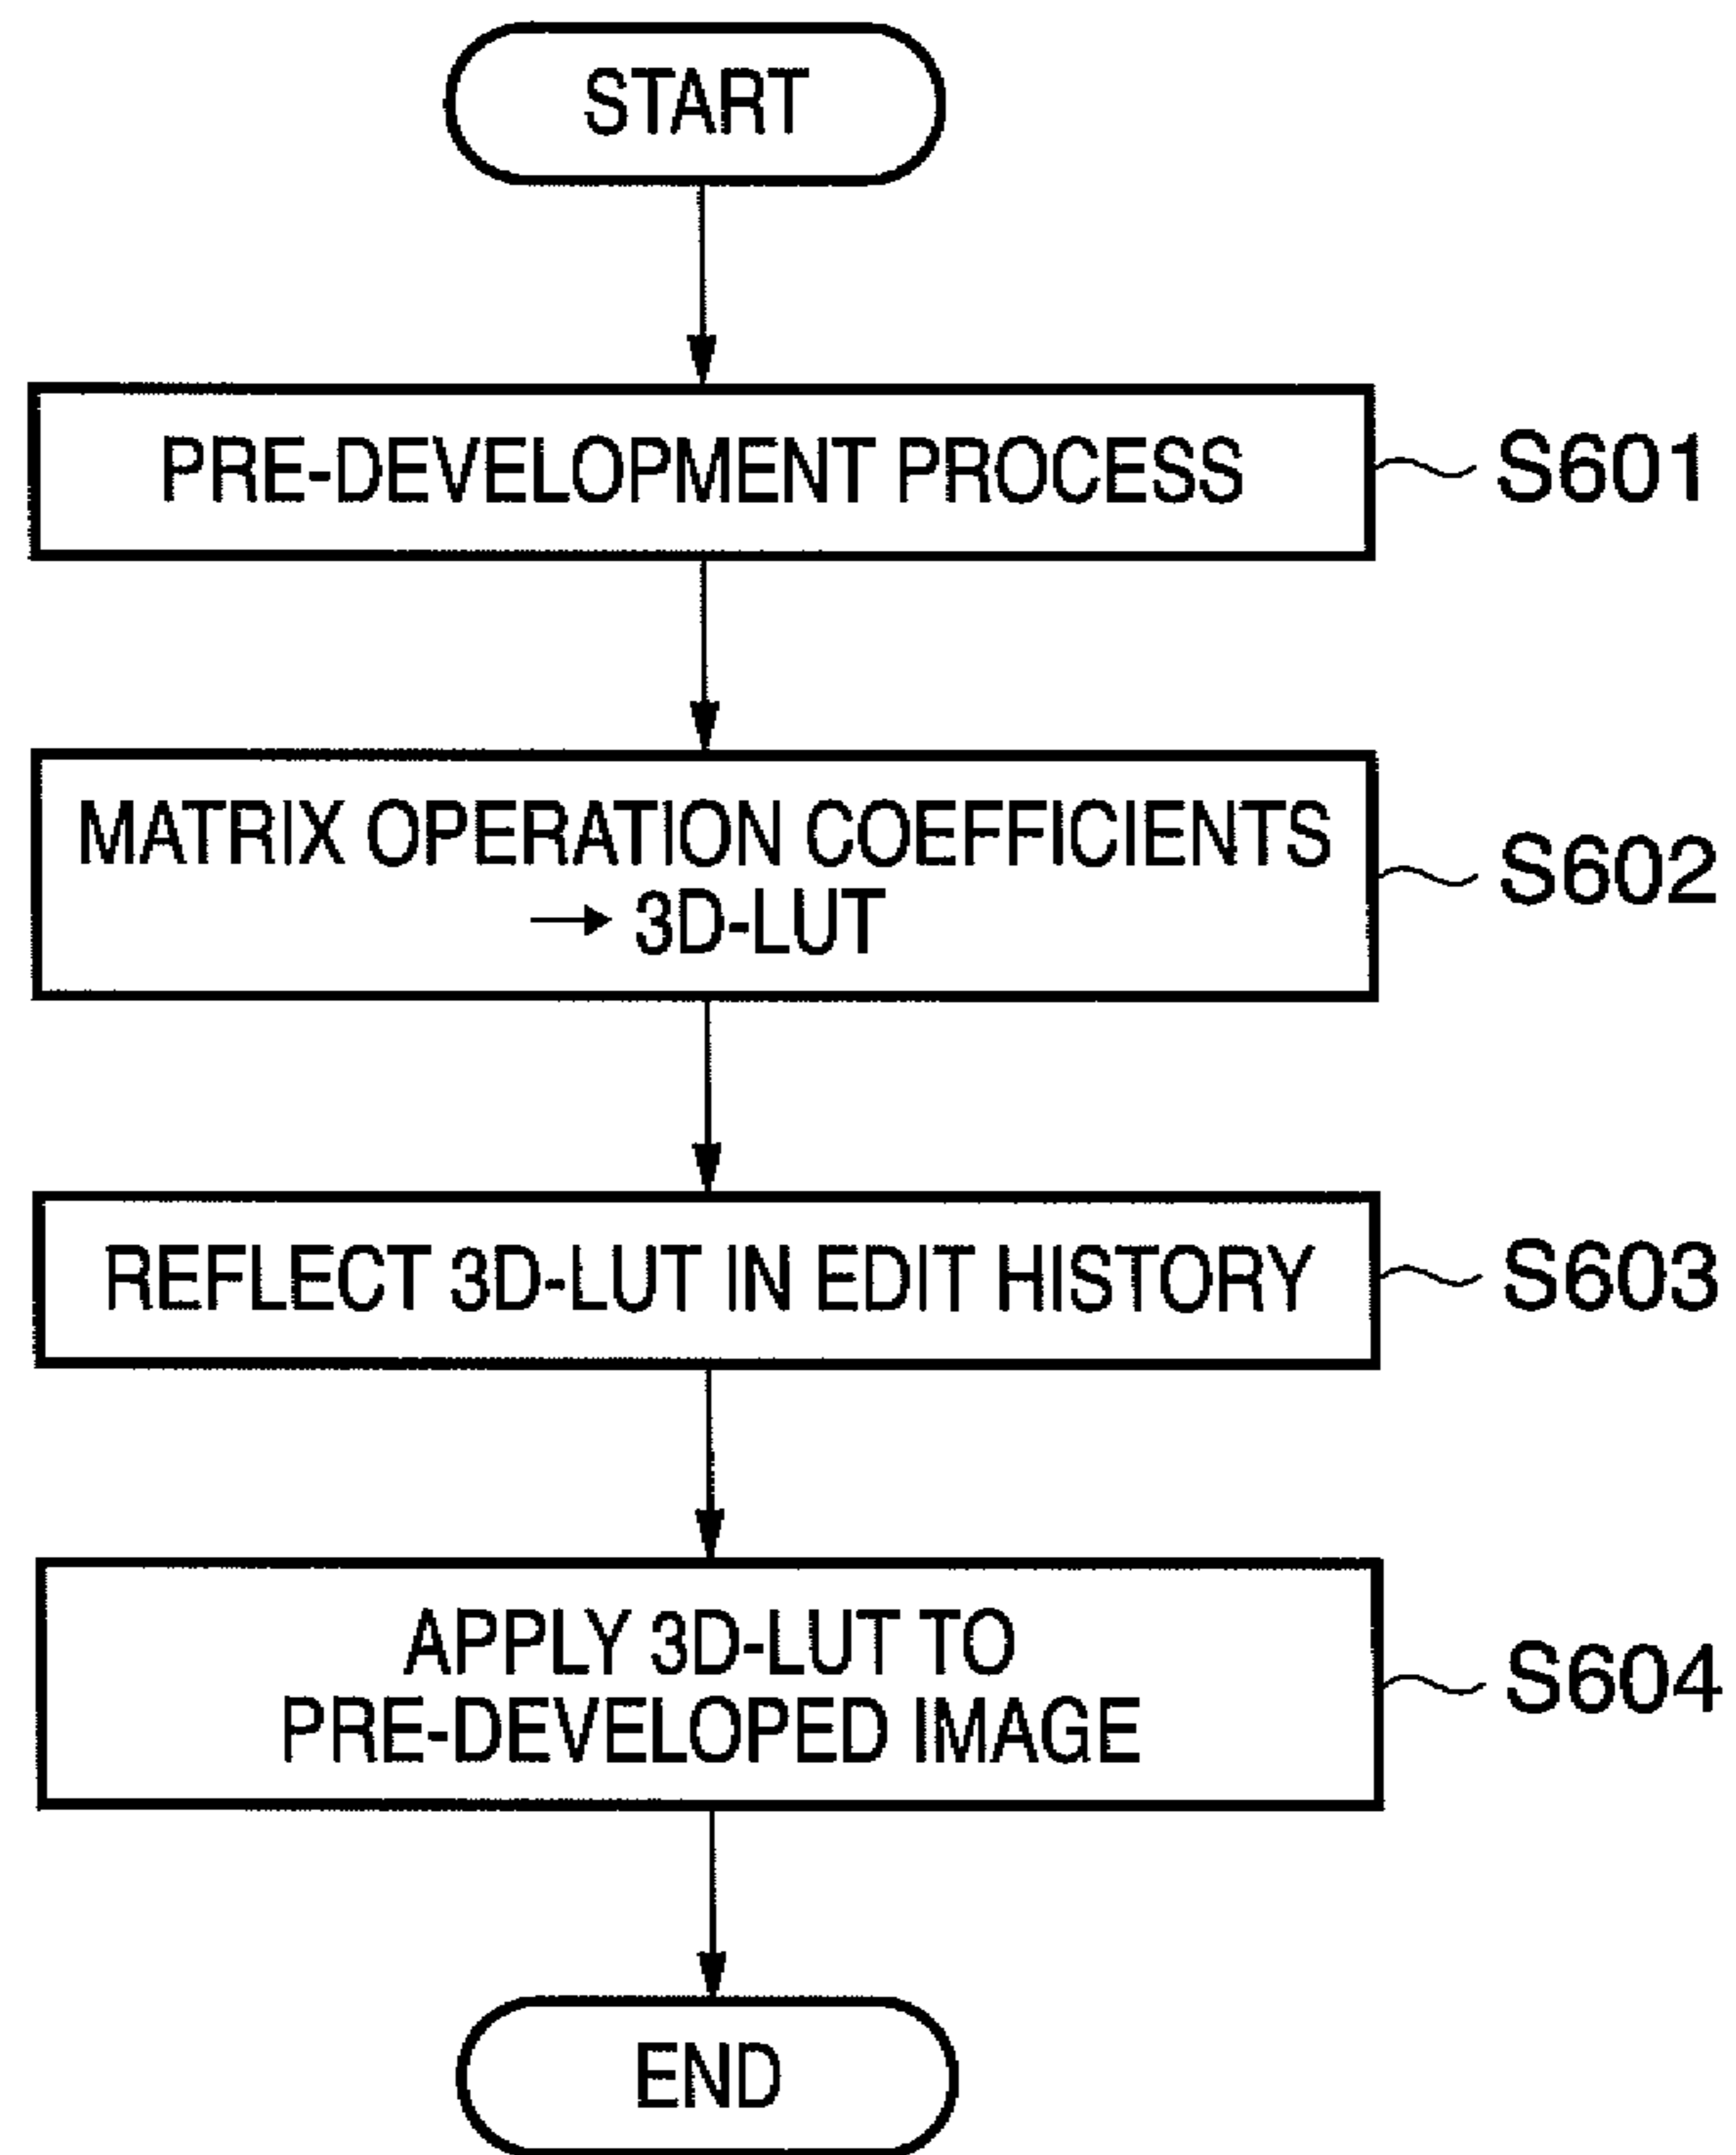 START
PRE-DEVELOPMENT PROCESS
S601
MATRIX OPERATION COEFFICIENTS
→ 3D-LUT
S602
REFLECT 3D-LUT IN EDIT HISTORY
S603
APPLY 3D-LUT TO
PRE-DEVELOPED IMAGE
S604
END